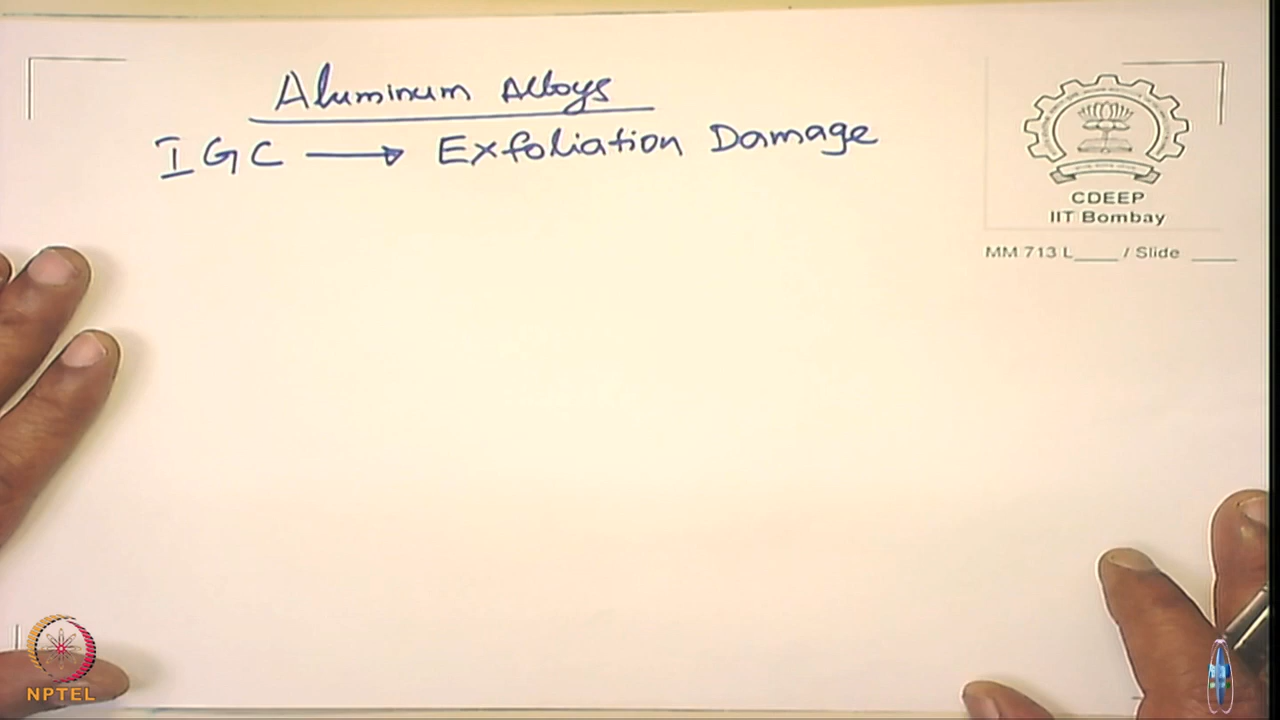 Aluminum Alloys
IGC → Exfoliation Damage
CDEEP
IIT Bombay
MM 713 L____ / Slide ____
NPTEL